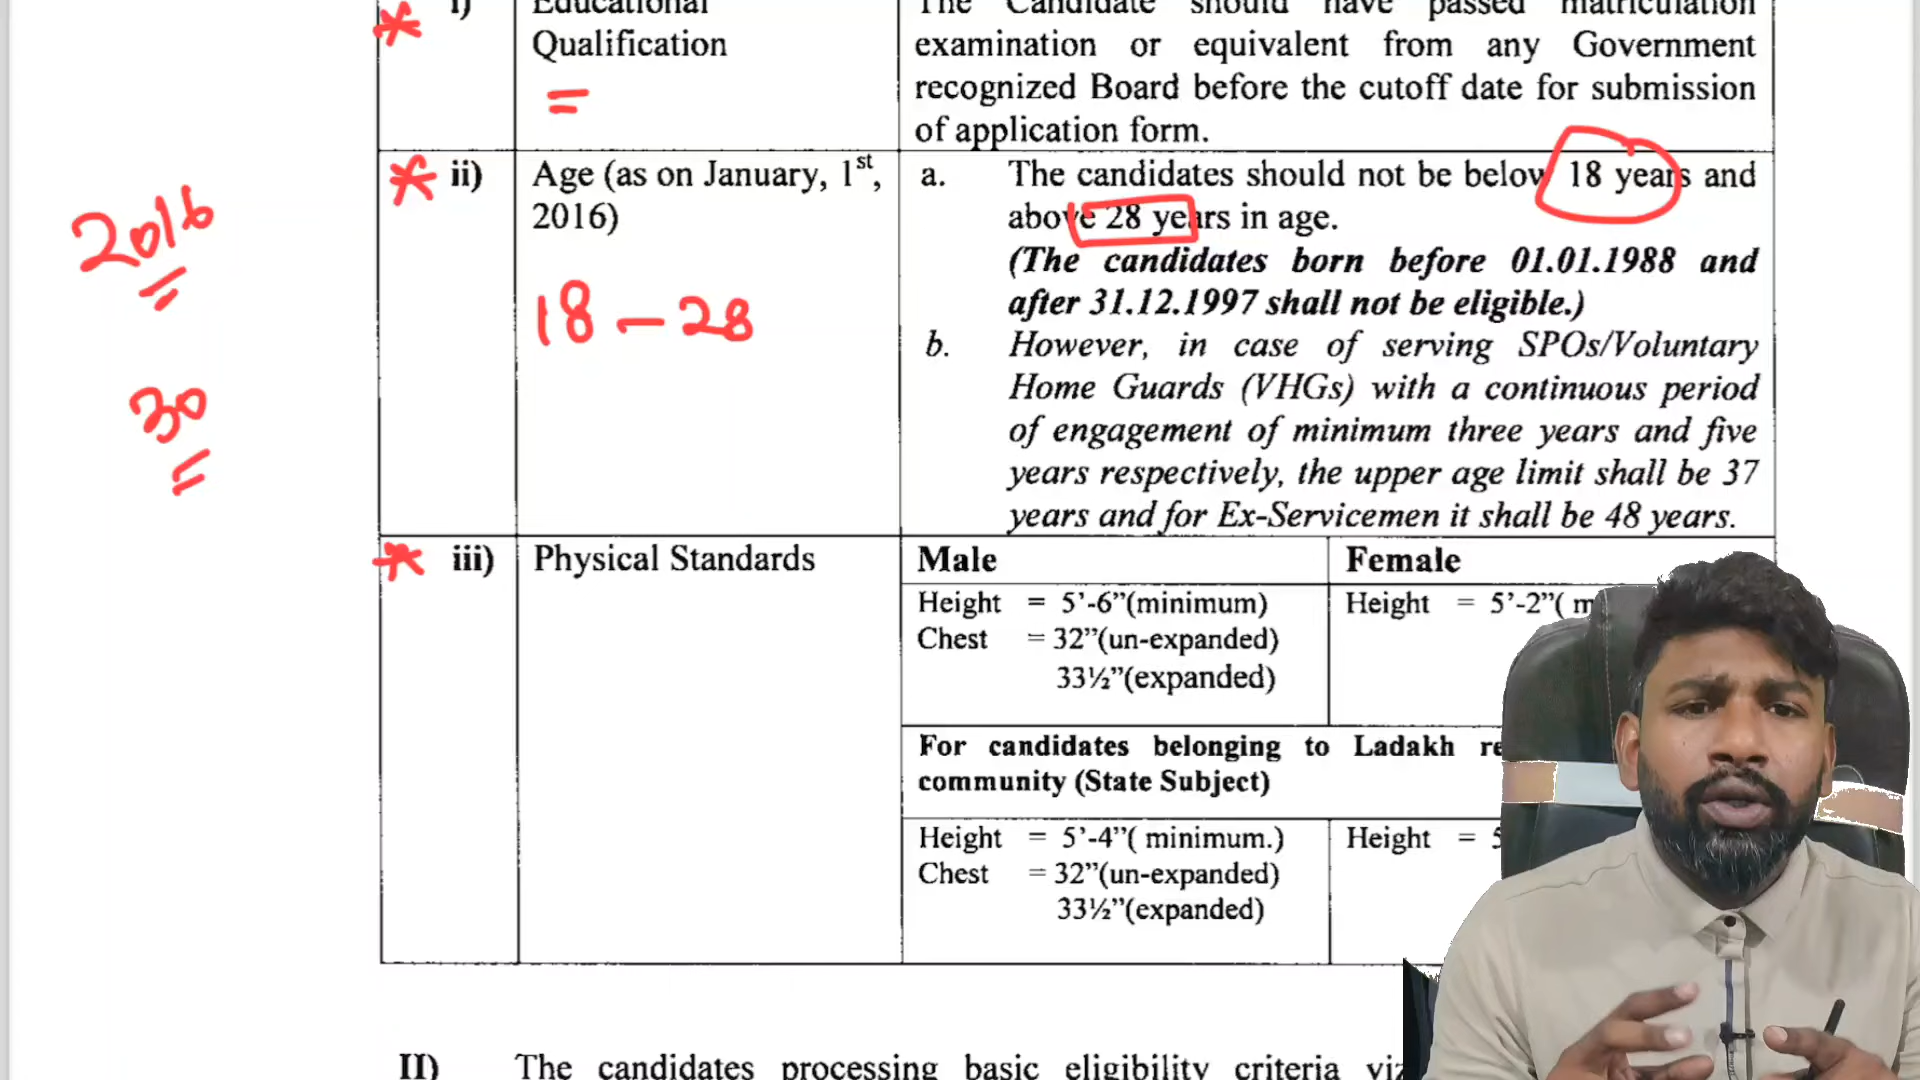 i) Educational The Candidate should have passed matriculation
Qualification examination or equivalent from any Government
=
recognized Board before the cutoff date for submission
of application form.
ii) Age (as on January, 1st, a. The candidates should not be below 18 years and
2016) above 28 years in age.
2016
=
18 - 28
30
=
(The candidates born before 01.01.1988 and
after 31.12.1997 shall not be eligible.)
b. However, in case of serving SPOs/Voluntary
Home Guards (VHGs) with a continuous period
of engagement of minimum three years and five
years respectively, the upper age limit shall be 37
years and for Ex-Servicemen it shall be 48 years.
iii) Physical Standards Male Female
Height = 5'-6"(minimum) Height = 5'-2"(
Chest = 32"(un-expanded)
33½"(expanded)
For candidates belonging to Ladakh
community (State Subject)
Height = 5'-4"( minimum.) Height =
Chest = 32"(un-expanded)
33½"(expanded)
II) The candidates processing basic eligibility criteria